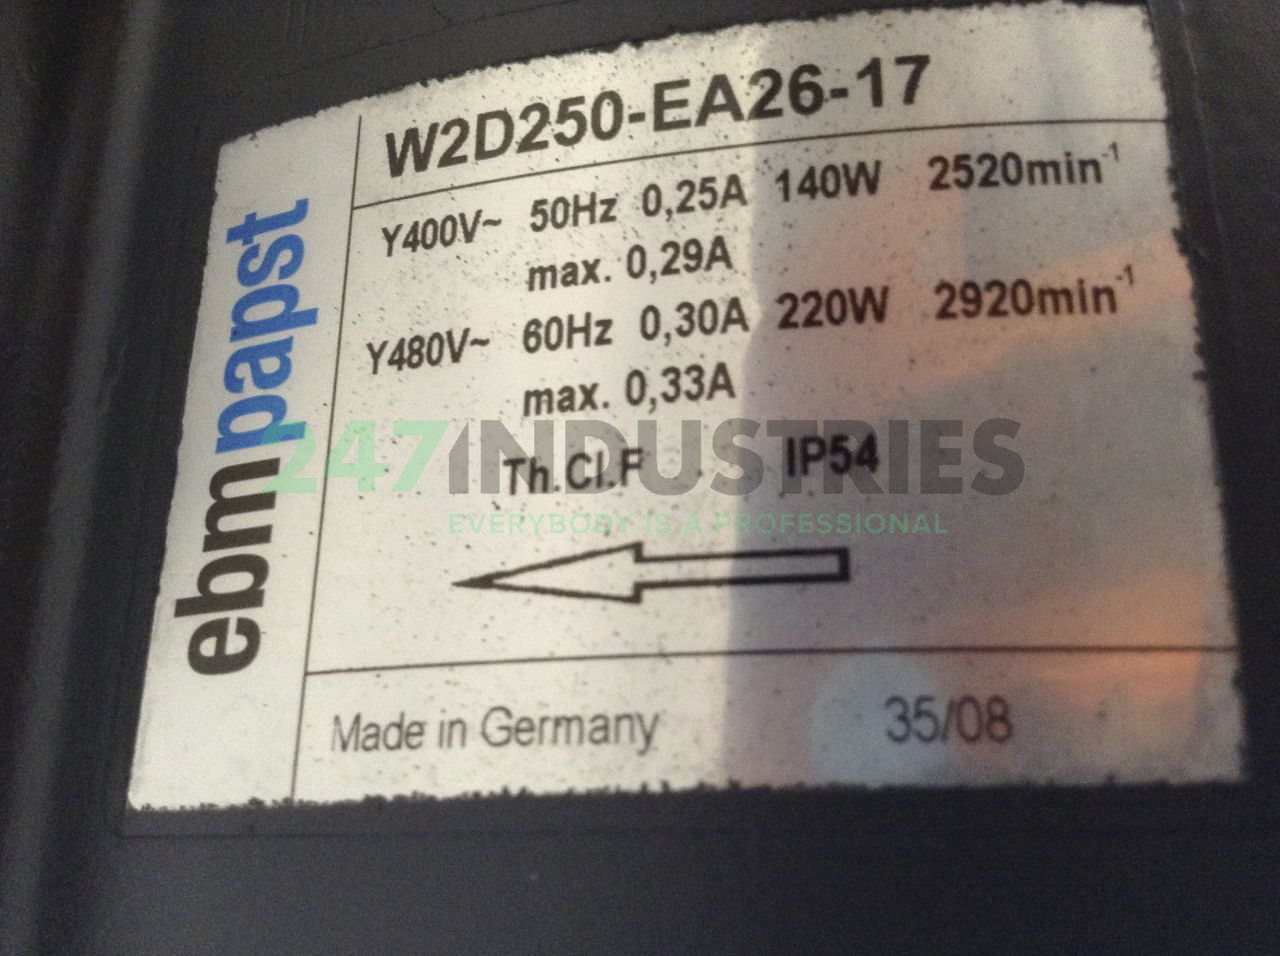 W2D250-EA26-17
Y400V~ 50Hz 0,25A 140W 2520min-1
max. 0,29A
Y480V~ 60Hz 0,30A 220W 2920min-1
max. 0,33A
Th.Cl.F IP54
247INDUSTRIES
EVERYBODY IS A PROFESSIONAL
Made in Germany 35/08
ebmpapst